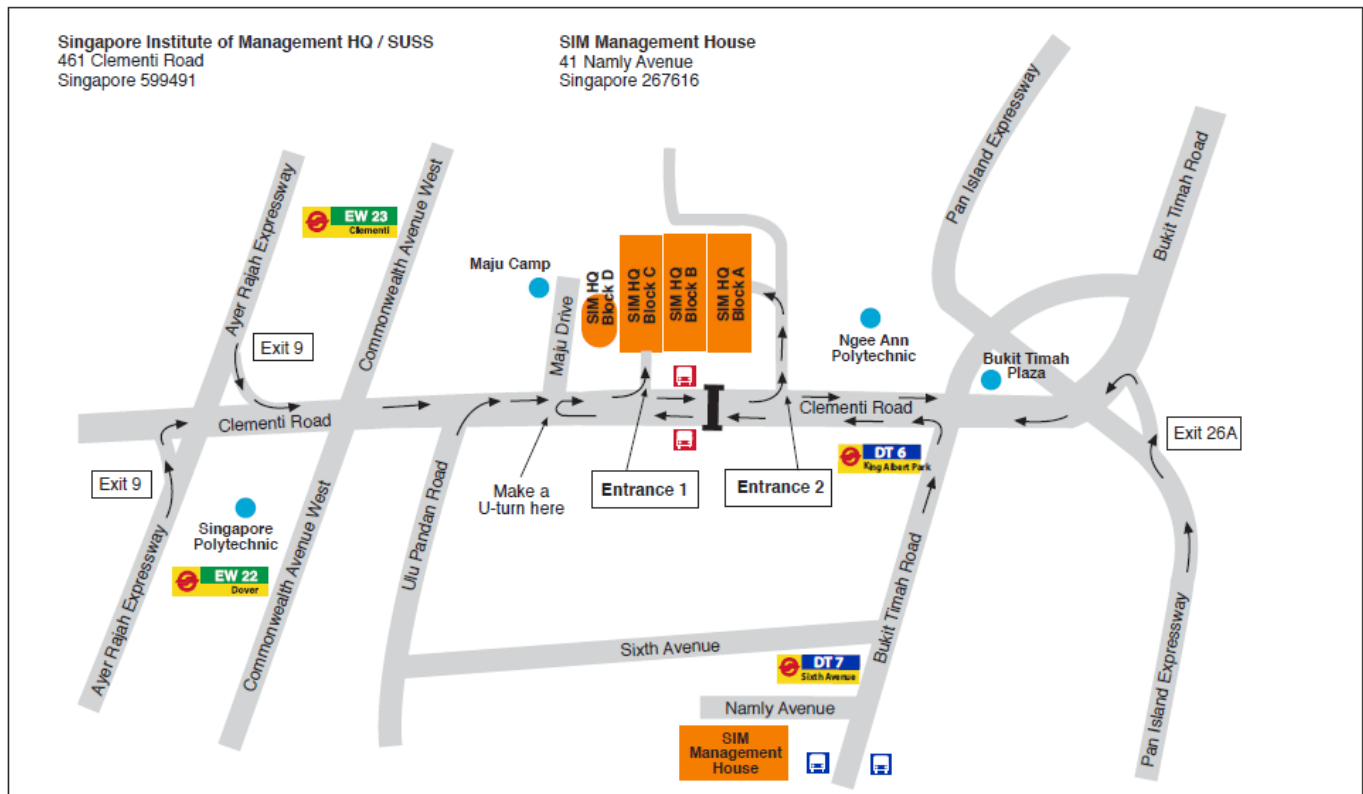 Singapore Institute of Management HQ / SUSS
461 Clementi Road
Singapore 599491
SIM Management House
41 Namly Avenue
Singapore 267616
Pan Island Expressway
Bukit Timah Road
Ayer Rajah Expressway
Commonwealth Avenue West
EW 23
Clementi
Maju Camp
Maju Drive
SIM HQ
Block D
SIM HQ
Block C
SIM HQ
Block B
SIM HQ
Block A
Ngee Ann
Polytechnic
Bukit Timah
Plaza
Exit 9
Clementi Road
Clementi Road
Exit 26A
Exit 9
DT 6
King Albert Park
Make a
U-turn here
Entrance 1
Entrance 2
Singapore
Polytechnic
EW 22
Dover
Ayer Rajah Expressway
Commonwealth Avenue West
Ulu Pandan Road
Sixth Avenue
Bukit Timah Road
DT 7
Sixth Avenue
Namly Avenue
SIM
Management
House
Pan Island Expressway